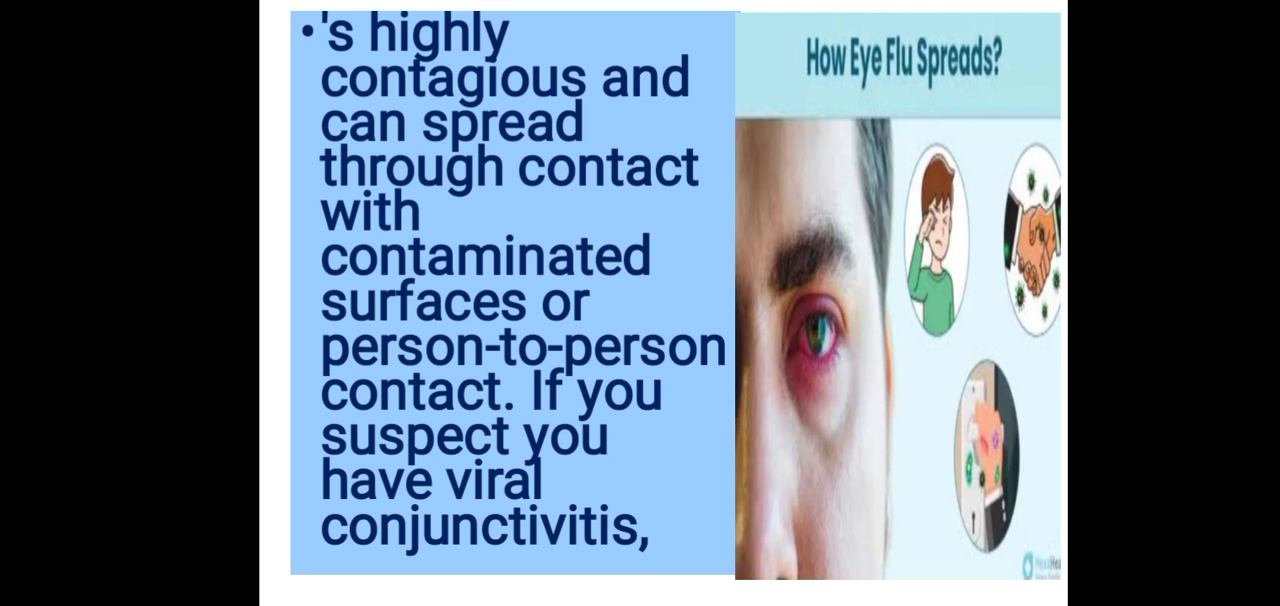 • 's highly
contagious and
can spread
through contact
with
contaminated
surfaces or
person-to-person
contact. If you
suspect you
have viral
conjunctivitis,
How Eye Flu Spreads?